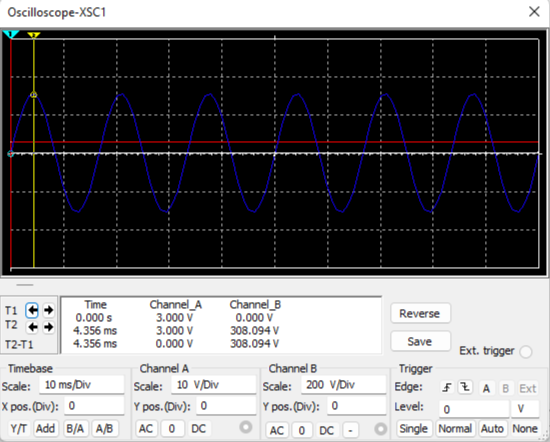 Oscilloscope-XSC1
1 2
Time Channel_A Channel_B
T1 0.000 s 3.000 V 0.000 V
T2 4.356 ms 3.000 V 308.094 V
T2-T1 4.356 ms 0.000 V 308.094 V
Reverse
Save
Ext. trigger
Timebase Channel A Channel B Trigger
Scale: 10 ms/Div Scale: 10 V/Div Scale: 200 V/Div Edge: A B Ext
X pos.(Div): 0 Y pos.(Div): 0 Y pos.(Div): 0 Level: 0 V
Y/T Add B/A A/B AC 0 DC AC 0 DC - Single Normal Auto None